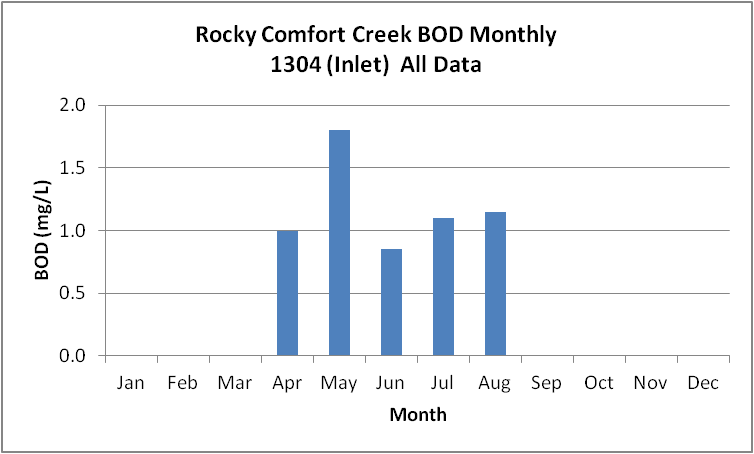 Rocky Comfort Creek BOD Monthly
1304 (Inlet) All Data
2.0
1.5
1.0
0.5
0.0
BOD (mg/L)
Jan Feb Mar Apr May Jun Jul Aug Sep Oct Nov Dec
Month